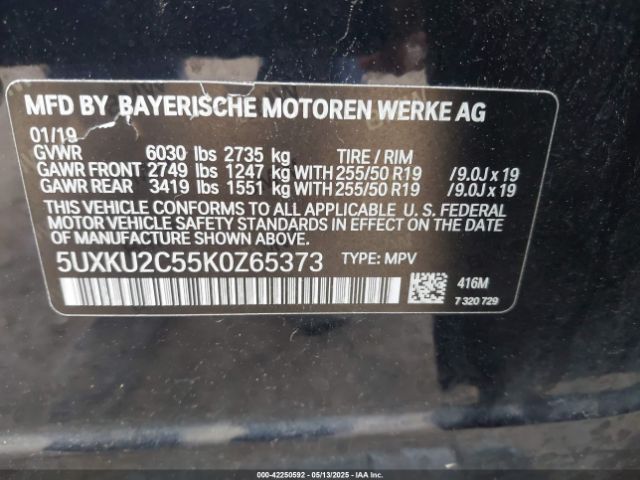 MFD BY BAYERISCHE MOTOREN WERKE AG
01/19
GVWR 6030 lbs 2735 kg TIRE / RIM
GAWR FRONT 2749 lbs 1247 kg WITH 255/50 R19 /9.0J x 19
GAWR REAR 3419 lbs 1551 kg WITH 255/50 R19 /9.0J x 19
THIS VEHICLE CONFORMS TO ALL APPLICABLE U. S. FEDERAL
MOTOR VEHICLE SAFETY STANDARDS IN EFFECT ON THE DATE
OF MANUFACTURE SHOWN ABOVE.
5UXKU2C55K0Z65373 TYPE: MPV
416M
7 320 729
000-42250592 - 05/13/2025 - IAAI.COM